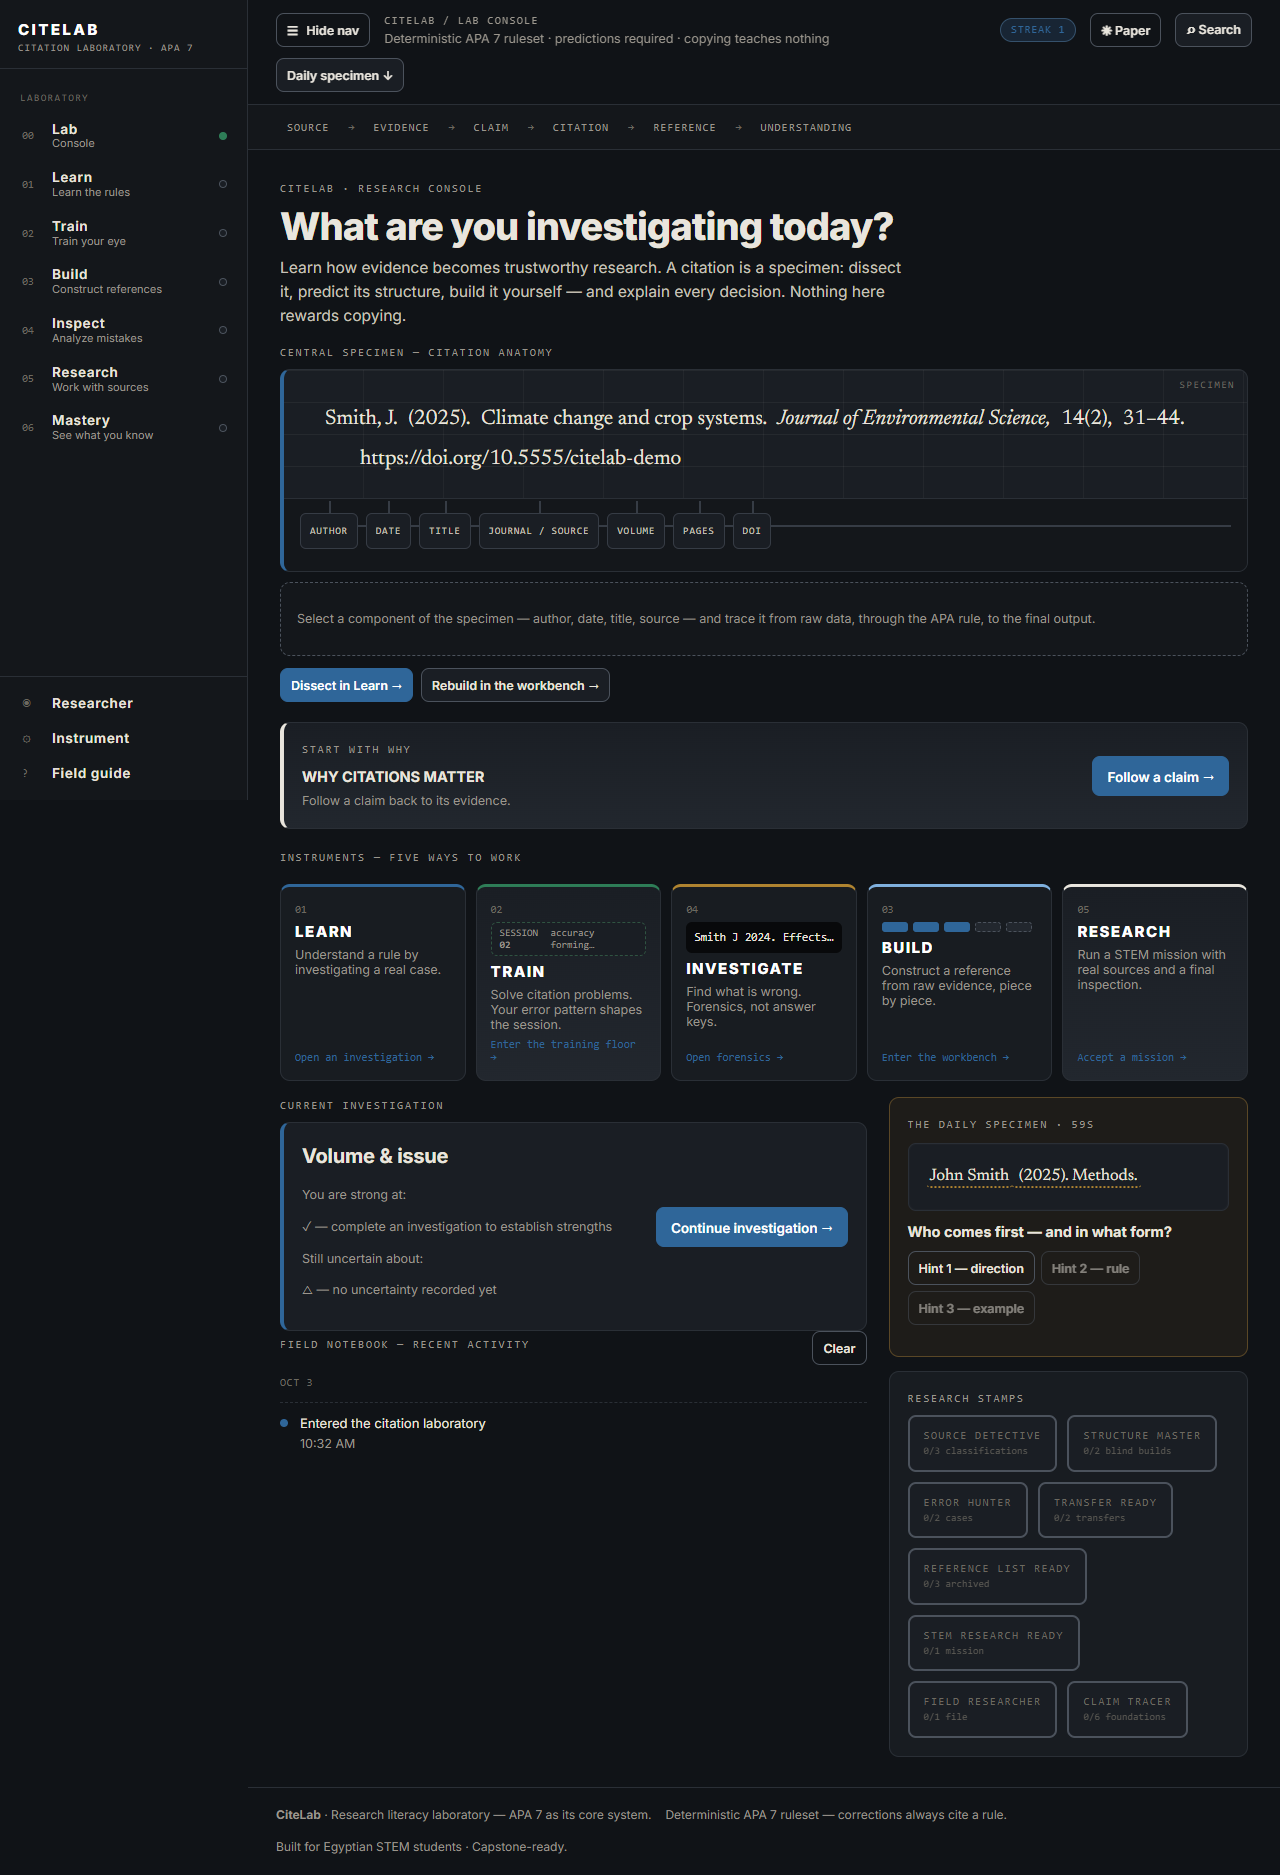 CITELAB
CITATION LABORATORY · APA 7
LABORATORY
00 Lab
Console
01 Learn
Learn the rules
02 Train
Train your eye
03 Build
Construct references
04 Inspect
Analyze mistakes
05 Research
Work with sources
06 Mastery
See what you know
Researcher
Instrument
? Field guide
☰ Hide nav
CITELAB / LAB CONSOLE
Deterministic APA 7 ruleset · predictions required · copying teaches nothing
STREAK 1
Paper
Search
Daily specimen ↓
SOURCE → EVIDENCE → CLAIM → CITATION → REFERENCE → UNDERSTANDING
CITELAB · RESEARCH CONSOLE
What are you investigating today?
Learn how evidence becomes trustworthy research. A citation is a specimen: dissect
it, predict its structure, build it yourself — and explain every decision. Nothing here
rewards copying.
CENTRAL SPECIMEN — CITATION ANATOMY
SPECIMEN
Smith, J. (2025). Climate change and crop systems. Journal of Environmental Science, 14(2), 31–44.
https://doi.org/10.5555/citelab-demo
AUTHOR DATE TITLE JOURNAL / SOURCE VOLUME PAGES DOI
Select a component of the specimen — author, date, title, source — and trace it from raw data, through the APA rule, to the final output.
Dissect in Learn →
Rebuild in the workbench →
START WITH WHY
WHY CITATIONS MATTER
Follow a claim back to its evidence.
Follow a claim →
INSTRUMENTS — FIVE WAYS TO WORK
01
LEARN
Understand a rule by
investigating a real case.
Open an investigation →
02
SESSION 02
accuracy forming…
TRAIN
Solve citation problems.
Your error pattern shapes
the session.
Enter the training floor
→
04
Smith J 2024. Effects…
INVESTIGATE
Find what is wrong.
Forensics, not answer
keys.
Open forensics →
03
BUILD
Construct a reference
from raw evidence, piece
by piece.
Enter the workbench →
05
RESEARCH
Run a STEM mission with
real sources and a final
inspection.
Accept a mission →
CURRENT INVESTIGATION
Volume & issue
You are strong at:
✓ — complete an investigation to establish strengths
Still uncertain about:
△ — no uncertainty recorded yet
Continue investigation →
FIELD NOTEBOOK — RECENT ACTIVITY
Clear
OCT 3
Entered the citation laboratory
10:32 AM
THE DAILY SPECIMEN · 59S
John Smith (2025). Methods.
Who comes first — and in what form?
Hint 1 — direction
Hint 2 — rule
Hint 3 — example
RESEARCH STAMPS
SOURCE DETECTIVE
0/3 classifications
STRUCTURE MASTER
0/2 blind builds
ERROR HUNTER
0/2 cases
TRANSFER READY
0/2 transfers
REFERENCE LIST READY
0/3 archived
STEM RESEARCH READY
0/1 mission
FIELD RESEARCHER
0/1 file
CLAIM TRACER
0/6 foundations
CiteLab · Research literacy laboratory — APA 7 as its core system. Deterministic APA 7 ruleset — corrections always cite a rule.
Built for Egyptian STEM students · Capstone-ready.